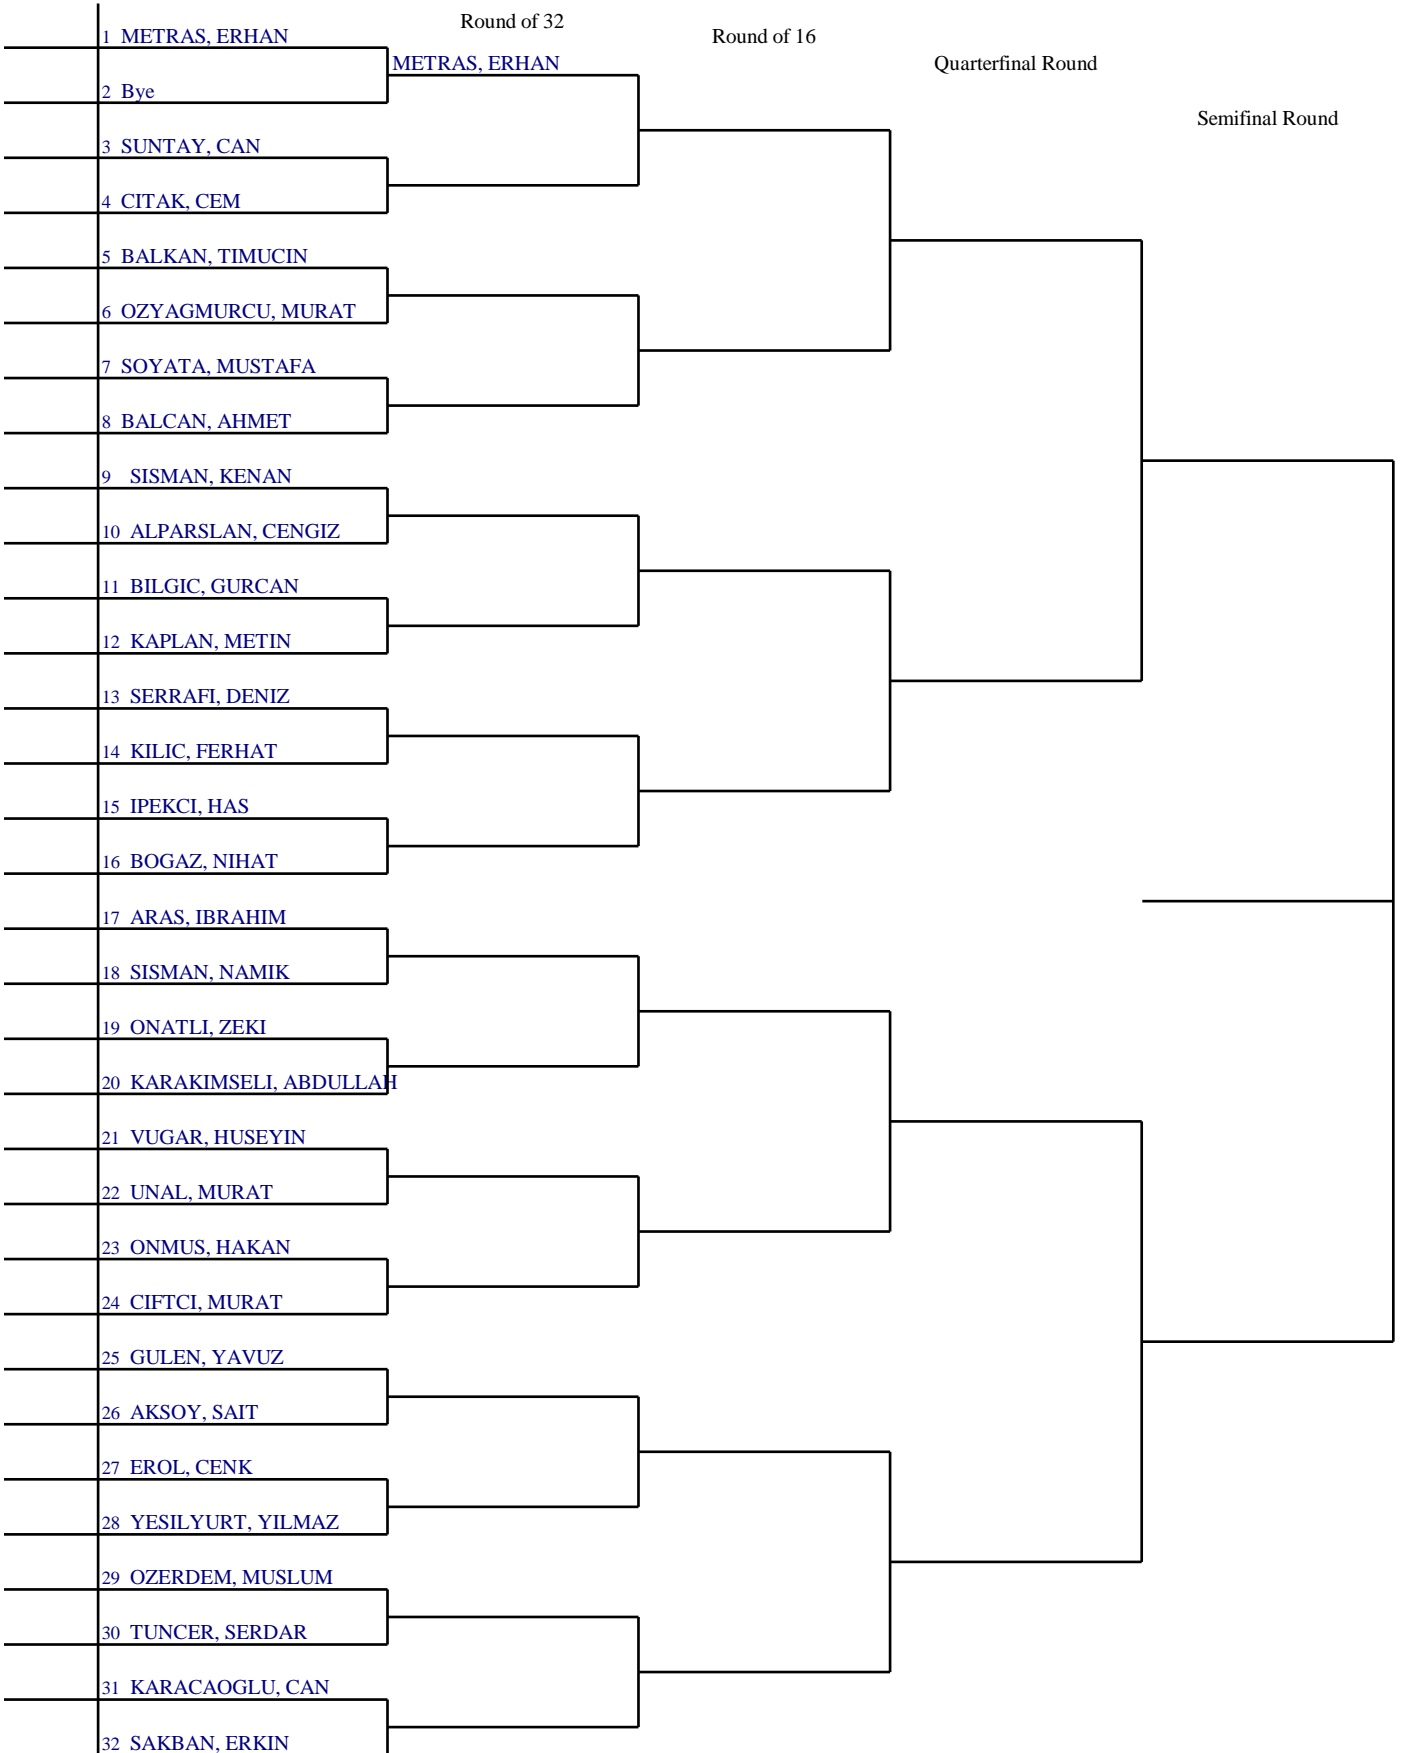 Round of 32
Round of 16
Quarterfinal Round
Semifinal Round
1 METRAS, ERHAN
METRAS, ERHAN
2 Bye
3 SUNTAY, CAN
4 CITAK, CEM
5 BALKAN, TIMUCIN
6 OZYAGMURCU, MURAT
7 SOYATA, MUSTAFA
8 BALCAN, AHMET
9 SISMAN, KENAN
10 ALPARSLAN, CENGIZ
11 BILGIC, GURCAN
12 KAPLAN, METIN
13 SERRAFI, DENIZ
14 KILIC, FERHAT
15 IPEKCI, HAS
16 BOGAZ, NIHAT
17 ARAS, IBRAHIM
18 SISMAN, NAMIK
19 ONATLI, ZEKI
20 KARAKIMSELI, ABDULLAH
21 VUGAR, HUSEYIN
22 UNAL, MURAT
23 ONMUS, HAKAN
24 CIFTCI, MURAT
25 GULEN, YAVUZ
26 AKSOY, SAIT
27 EROL, CENK
28 YESILYURT, YILMAZ
29 OZERDEM, MUSLUM
30 TUNCER, SERDAR
31 KARACAOGLU, CAN
32 SAKBAN, ERKIN